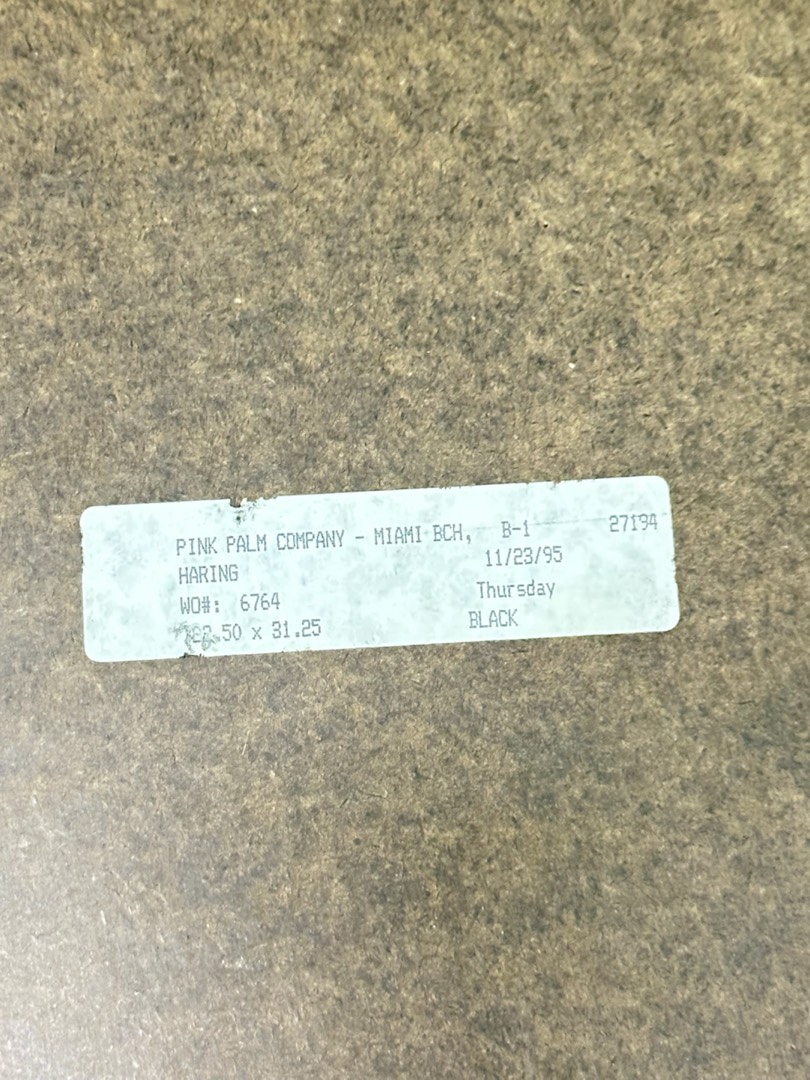 PINK PALM COMPANY - MIAMI BCH, B-1 27194
HARING 11/23/95
WO#: 6764 Thursday
.50 x 31.25 BLACK